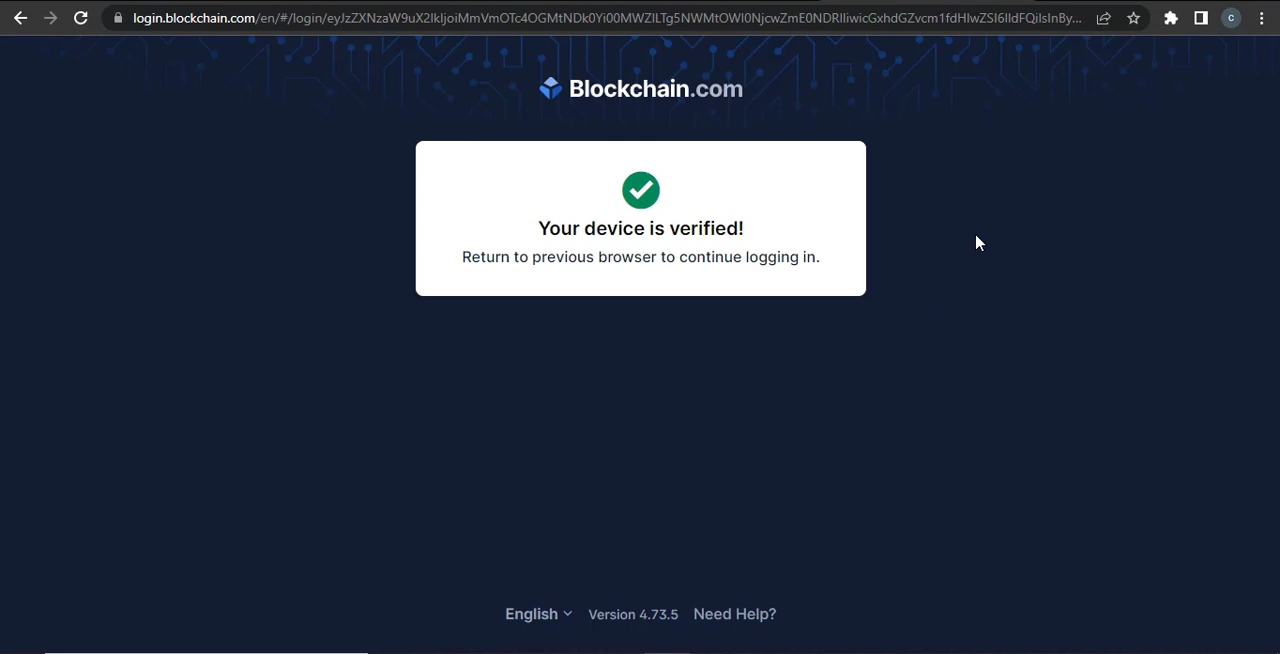 login.blockchain.com/en/#/login/
C
Blockchain.com
Your device is verified!
Return to previous browser to continue logging in.
English
Version 4.73.5
Need Help?